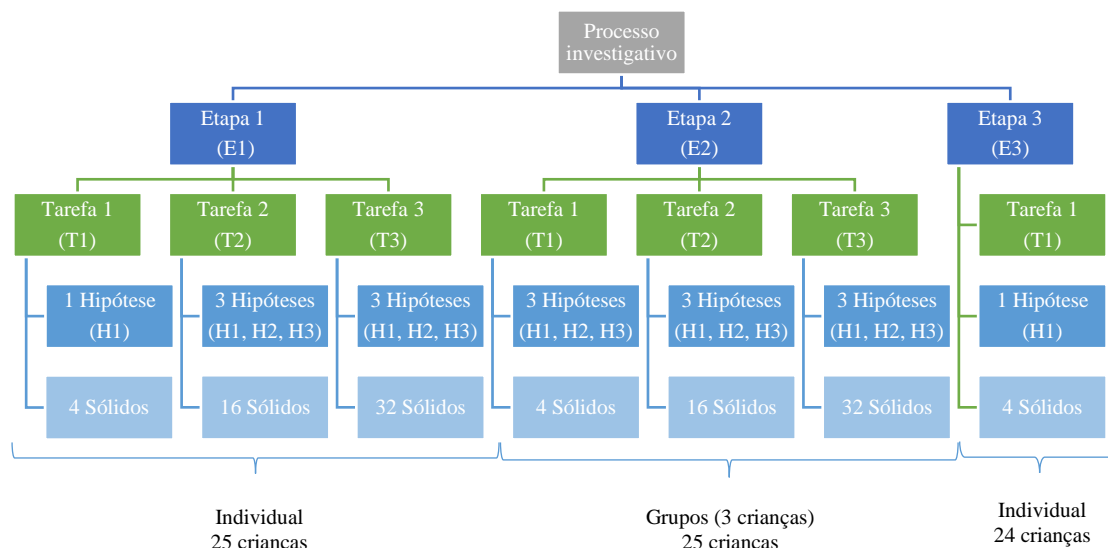 Processo
investigativo
Etapa 1
(E1)
Etapa 2
(E2)
Etapa 3
(E3)
Tarefa 1
(T1)
Tarefa 2
(T2)
Tarefa 3
(T3)
Tarefa 1
(T1)
Tarefa 2
(T2)
Tarefa 3
(T3)
Tarefa 1
(T1)
1 Hipótese
(H1)
3 Hipóteses
(H1, H2, H3)
3 Hipóteses
(H1, H2, H3)
3 Hipóteses
(H1, H2, H3)
3 Hipóteses
(H1, H2, H3)
3 Hipóteses
(H1, H2, H3)
1 Hipótese
(H1)
4 Sólidos
16 Sólidos
32 Sólidos
4 Sólidos
16 Sólidos
32 Sólidos
4 Sólidos
Individual
25 crianças
Grupos (3 crianças)
25 crianças
Individual
24 crianças